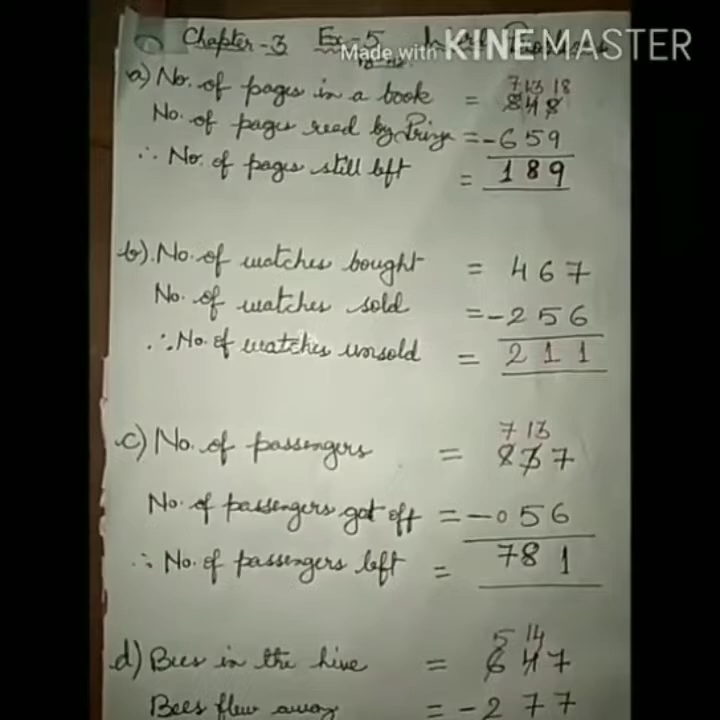 ① Chapter-3 Ex-5
Made with KINEMASTER
7 13 18
a) No. of pages in a book = 848
No. of pages read by Priya = -659
∴ No. of pages still left = 189
b). No. of watches bought = 467
No. of watches sold = -256
∴ No. of watches unsold = 211
7 13
c) No. of passengers = 837
No. of passengers got off = -056
∴ No. of passengers left = 781
5 14
d) Bees in the hive = 647
Bees flew away = -277